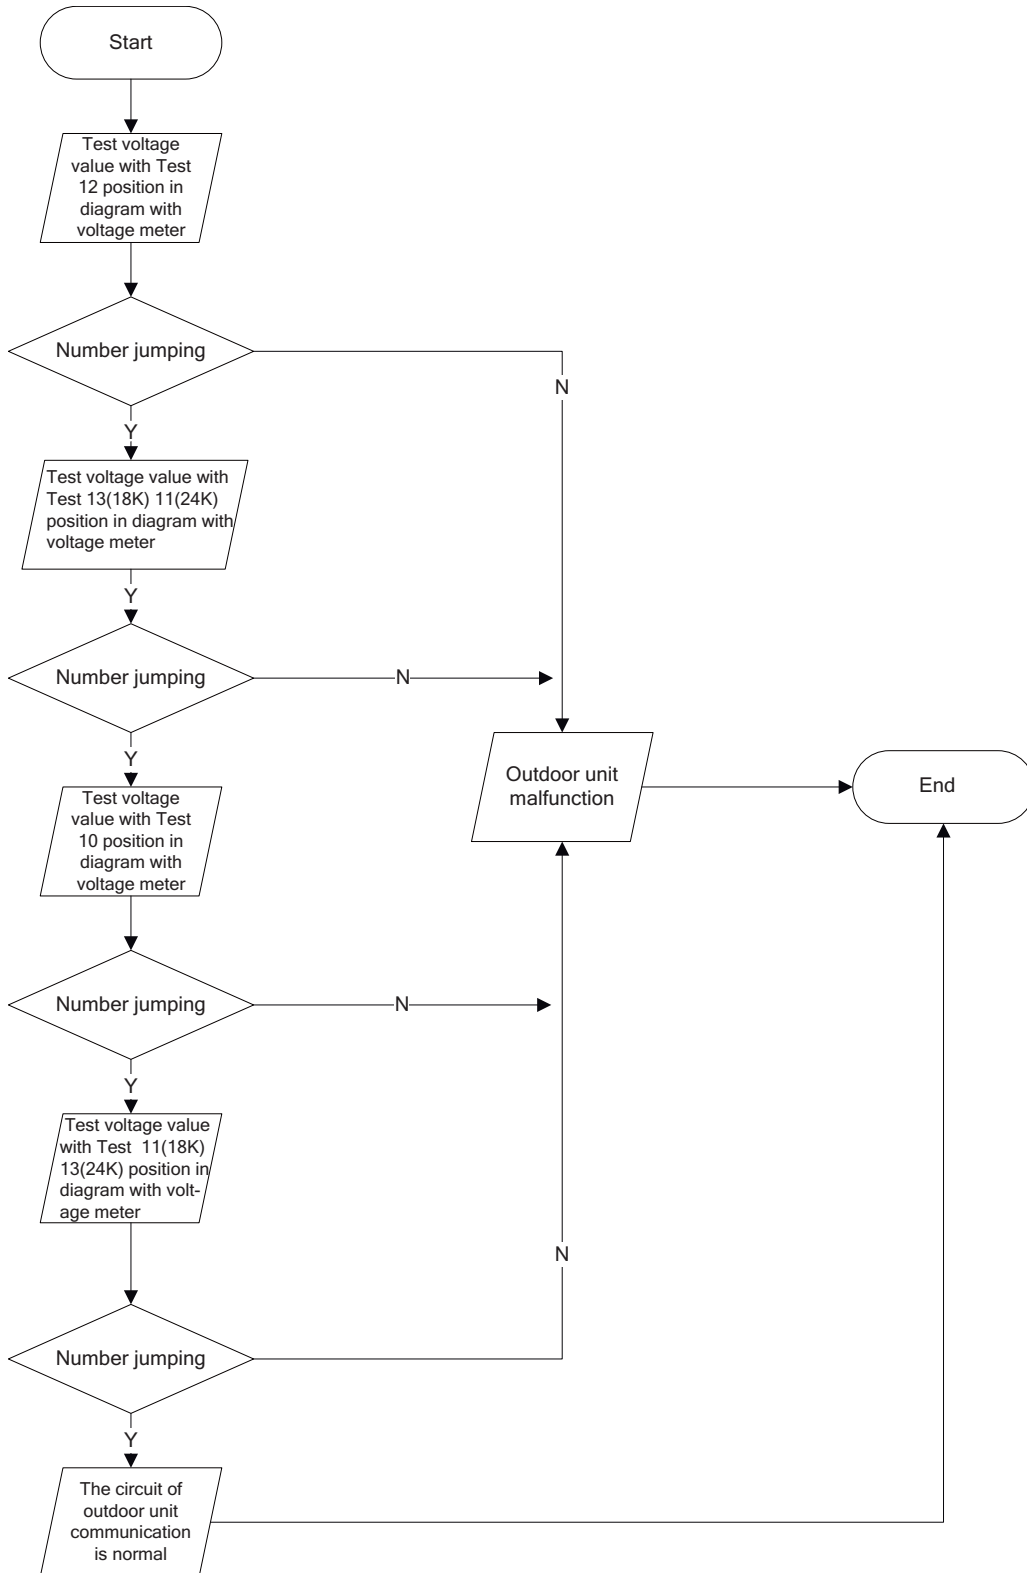 Start
Test voltage
value with Test
12 position in
diagram with
voltage meter
Number jumping
N
Y
Test voltage value with
Test 13(18K) 11(24K)
position in diagram with
voltage meter
Y
Number jumping
N
Y
Test voltage
value with Test
10 position in
diagram with
voltage meter
Outdoor unit
malfunction
End
Number jumping
N
Y
Test voltage value
with Test 11(18K)
13(24K) position in
diagram with volt-
age meter
N
Number jumping
Y
The circuit of
outdoor unit
communication
is normal